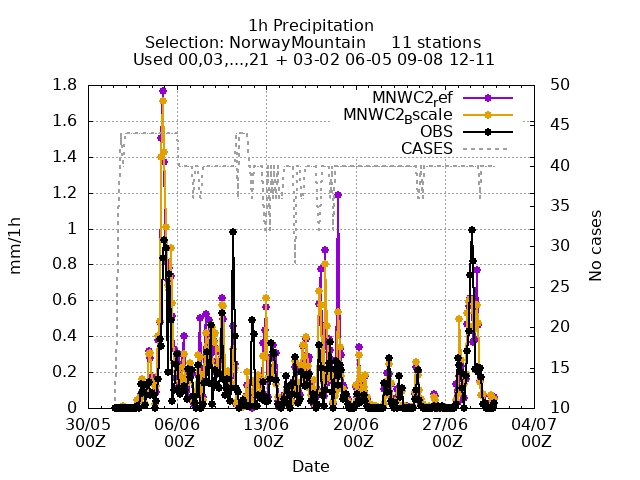 1h Precipitation
Selection: NorwayMountain 11 stations
Used 00,03,...,21 + 03-02 06-05 09-08 12-11
MNWC2ref
MNWC2Bscale
OBS
CASES
mm/1h
1.8
1.6
1.4
1.2
1
0.8
0.6
0.4
0.2
0
No cases
50
45
40
35
30
25
20
15
10
30/05 06/06 13/06 20/06 27/06 04/07
00Z 00Z 00Z 00Z 00Z 00Z
Date